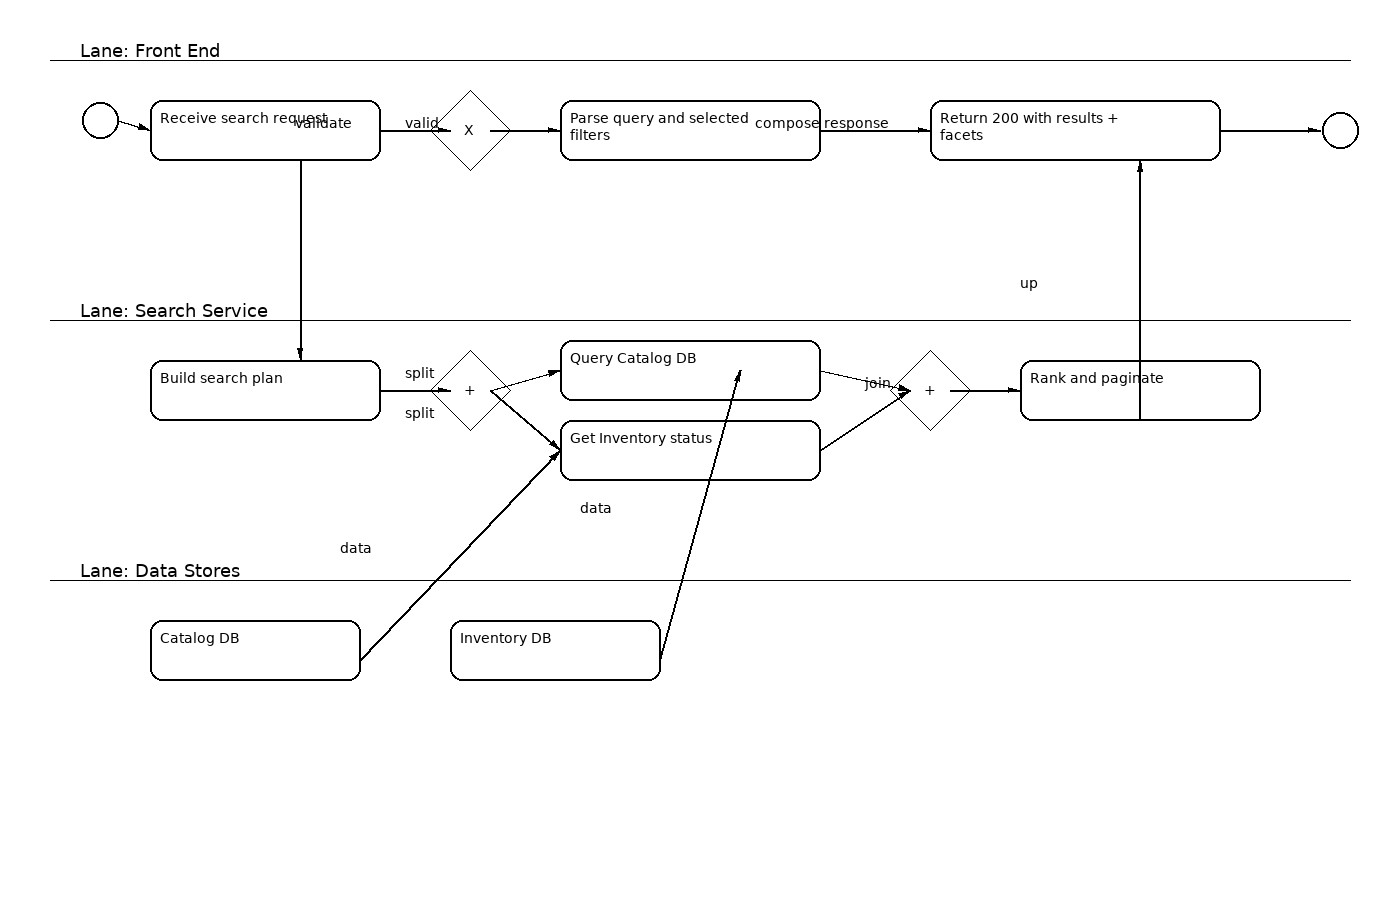 Lane: Front End
Receive search request
validate
valid
X
Parse query and selected
filters
compose response
Return 200 with results +
facets
up
Lane: Search Service
Build search plan
split
split
+
Query Catalog DB
Get Inventory status
join
+
Rank and paginate
data
data
Lane: Data Stores
Catalog DB
Inventory DB